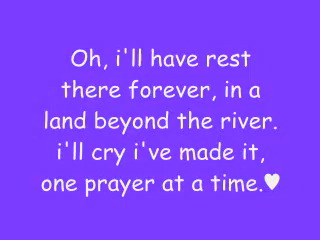 Oh, i'll have rest
there forever, in a
land beyond the river.
i'll cry i've made it,
one prayer at a time.♥